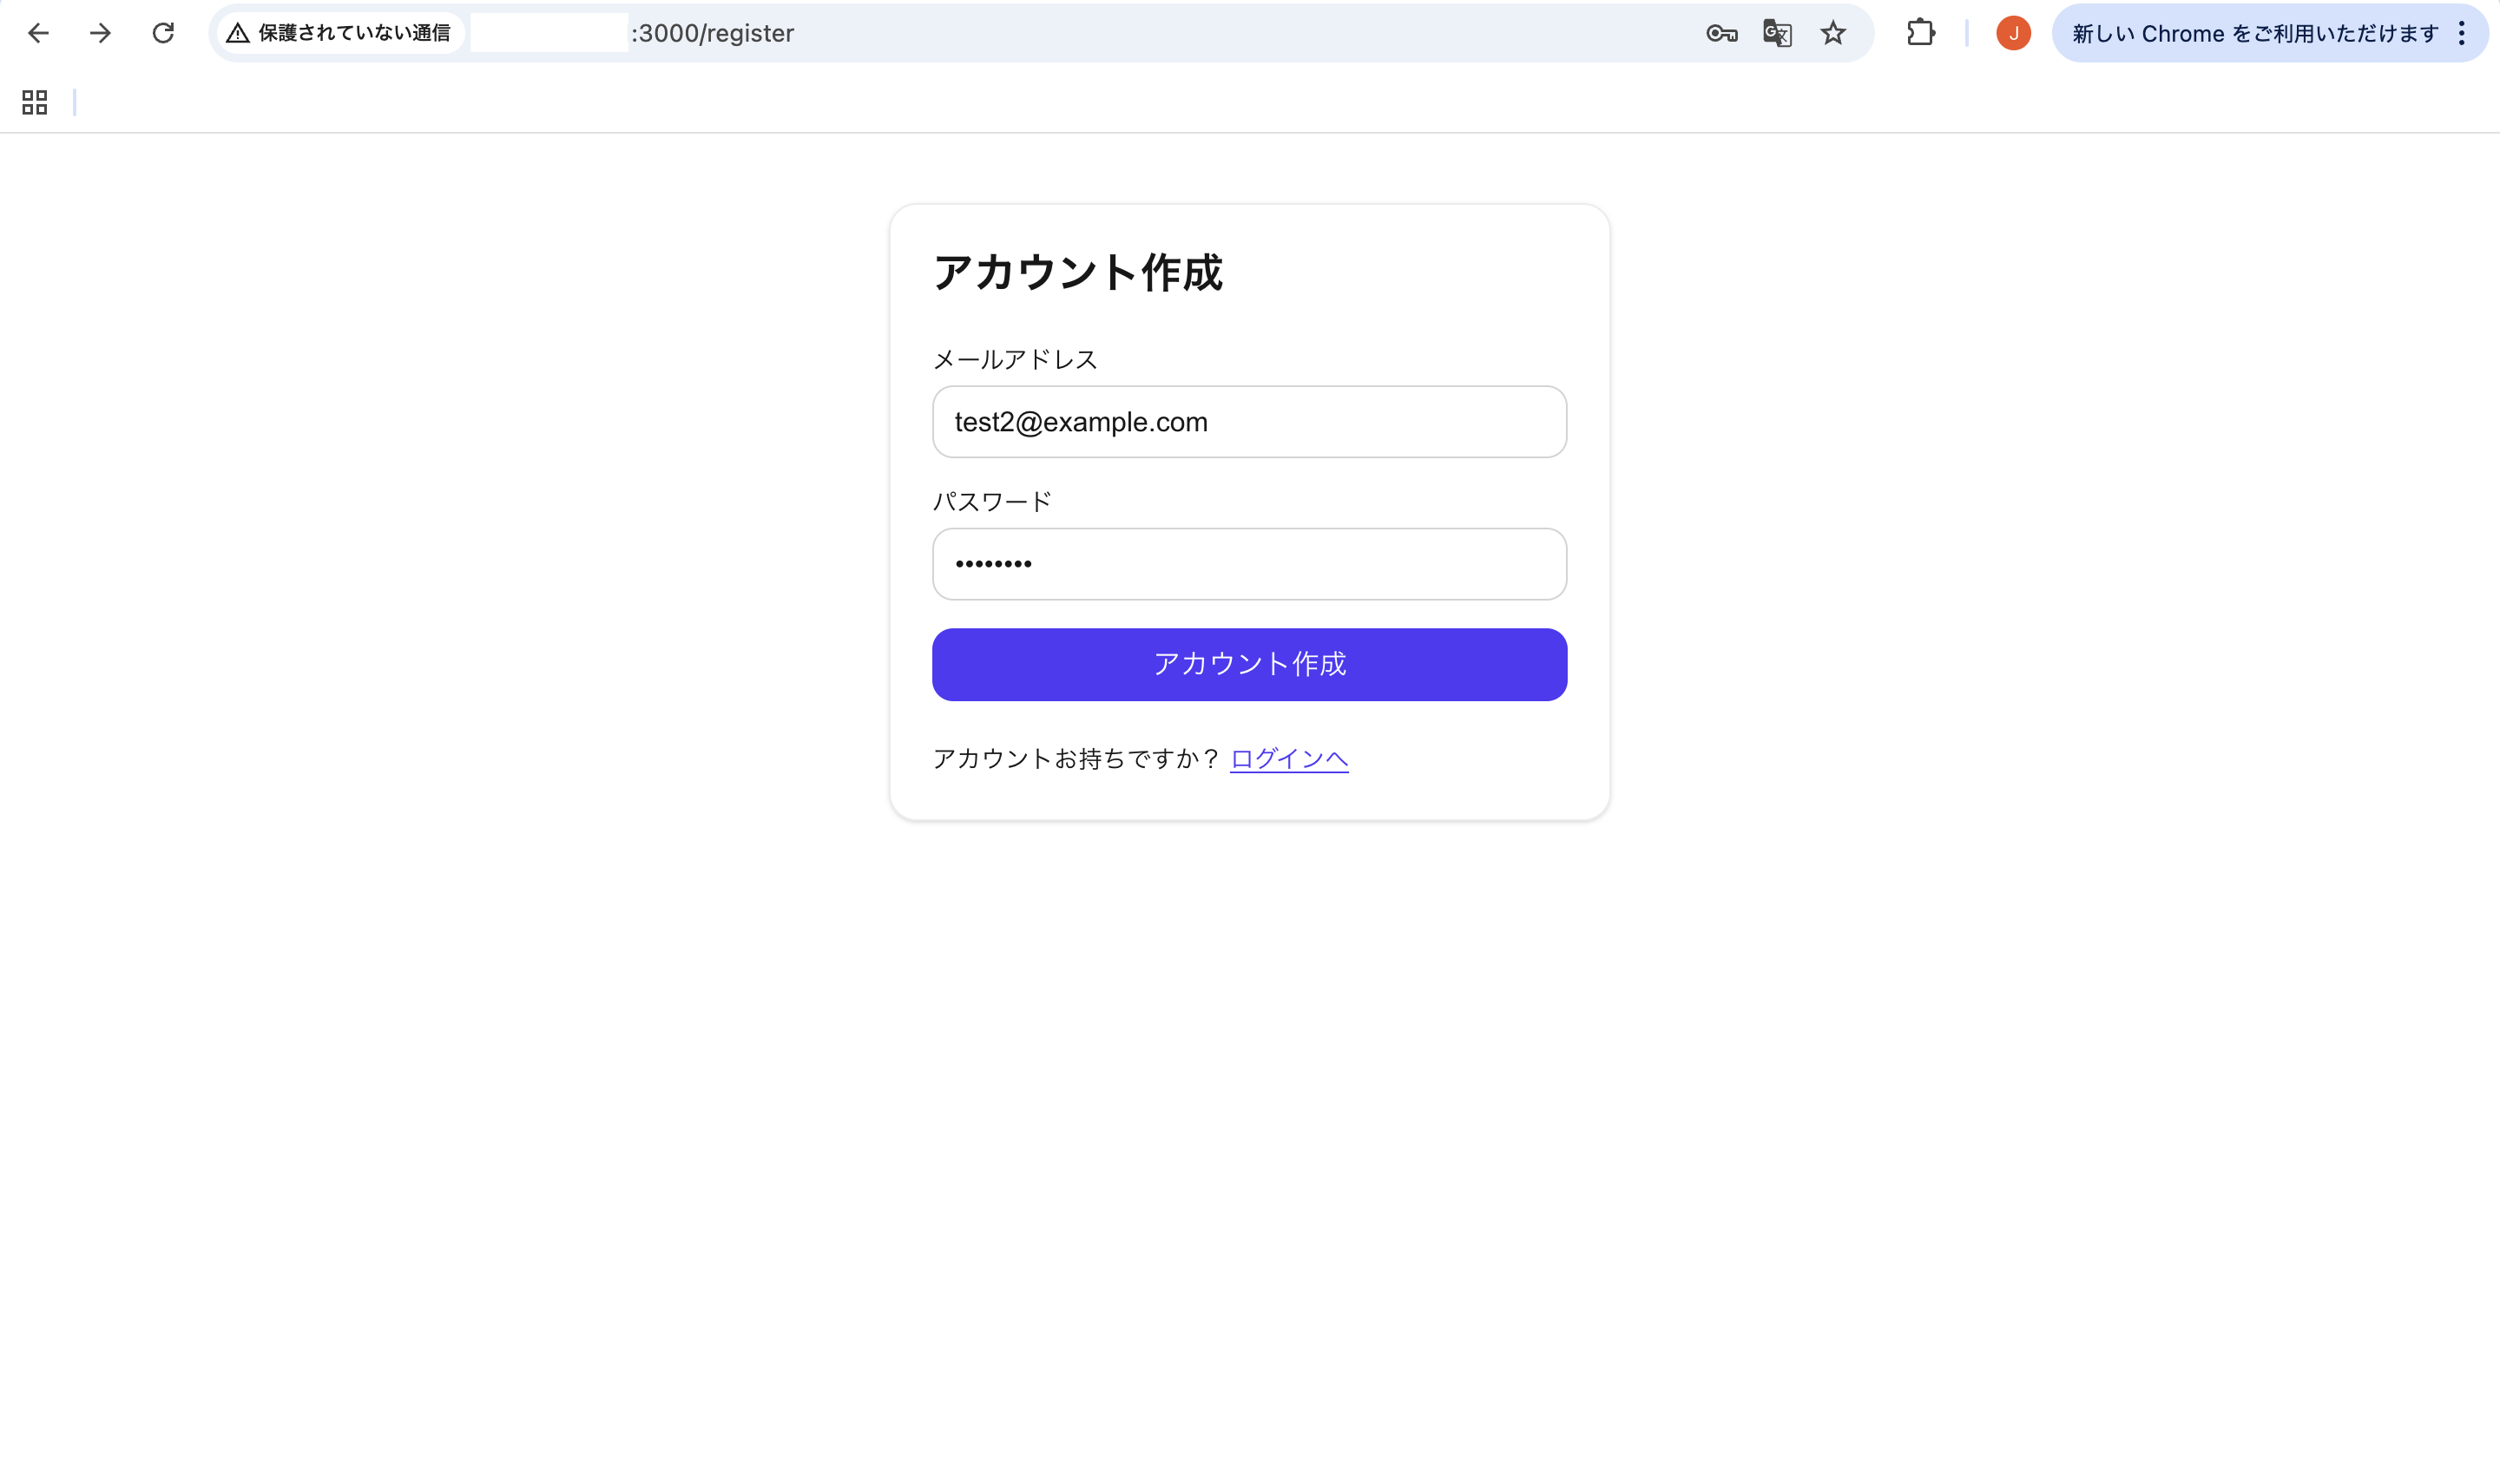 保護されていない通信 :3000/register 新しい Chrome をご利用いただけます
J
アカウント作成
メールアドレス
test2@example.com
パスワード
••••••••
アカウント作成
アカウントお持ちですか？ ログインへ